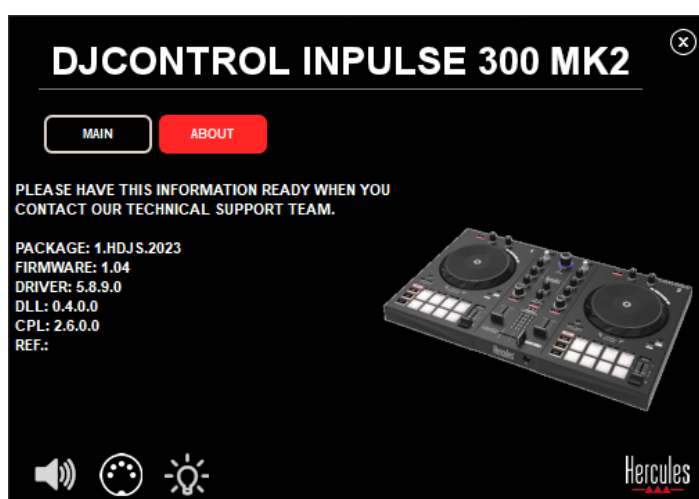 DJCONTROL INPULSE 300 MK2
MAIN
ABOUT
PLEASE HAVE THIS INFORMATION READY WHEN YOU
CONTACT OUR TECHNICAL SUPPORT TEAM.
PACKAGE: 1.HDJS.2023
FIRMWARE: 1.04
DRIVER: 5.8.9.0
DLL: 0.4.0.0
CPL: 2.6.0.0
REF.:
Hercules